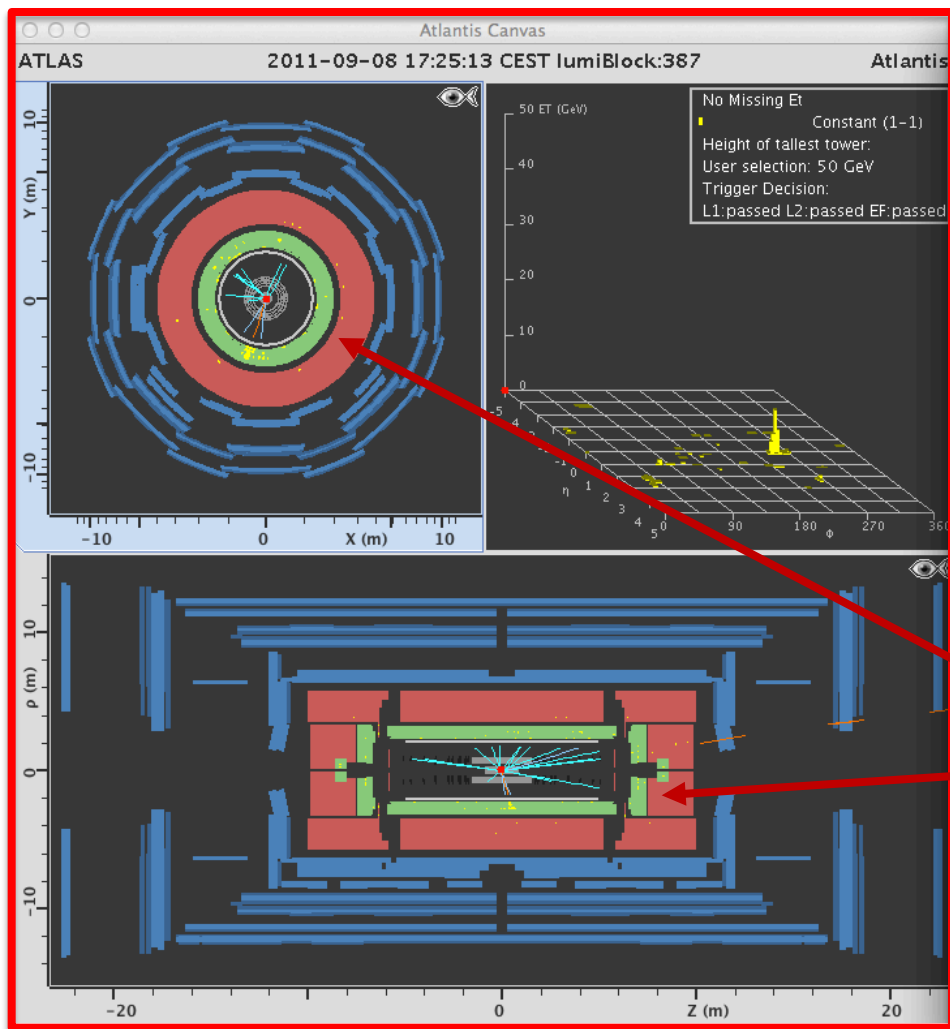 Atlantis Canvas
ATLAS 2011-09-08 17:25:13 CEST lumiBlock:387 Atlantis
10
0
-10
Y (m)
-10 0 X (m) 10
50 ET (GeV)
40
30
20
10
0
No Missing Et
Constant (1-1)
Height of tallest tower:
User selection: 50 GeV
Trigger Decision:
L1:passed L2:passed EF:passed
-5 4 -1 0 1 2 3 4 5
η
0 90 180 270 360
Φ
10
0
-10
ρ (m)
-20 0 Z (m) 20